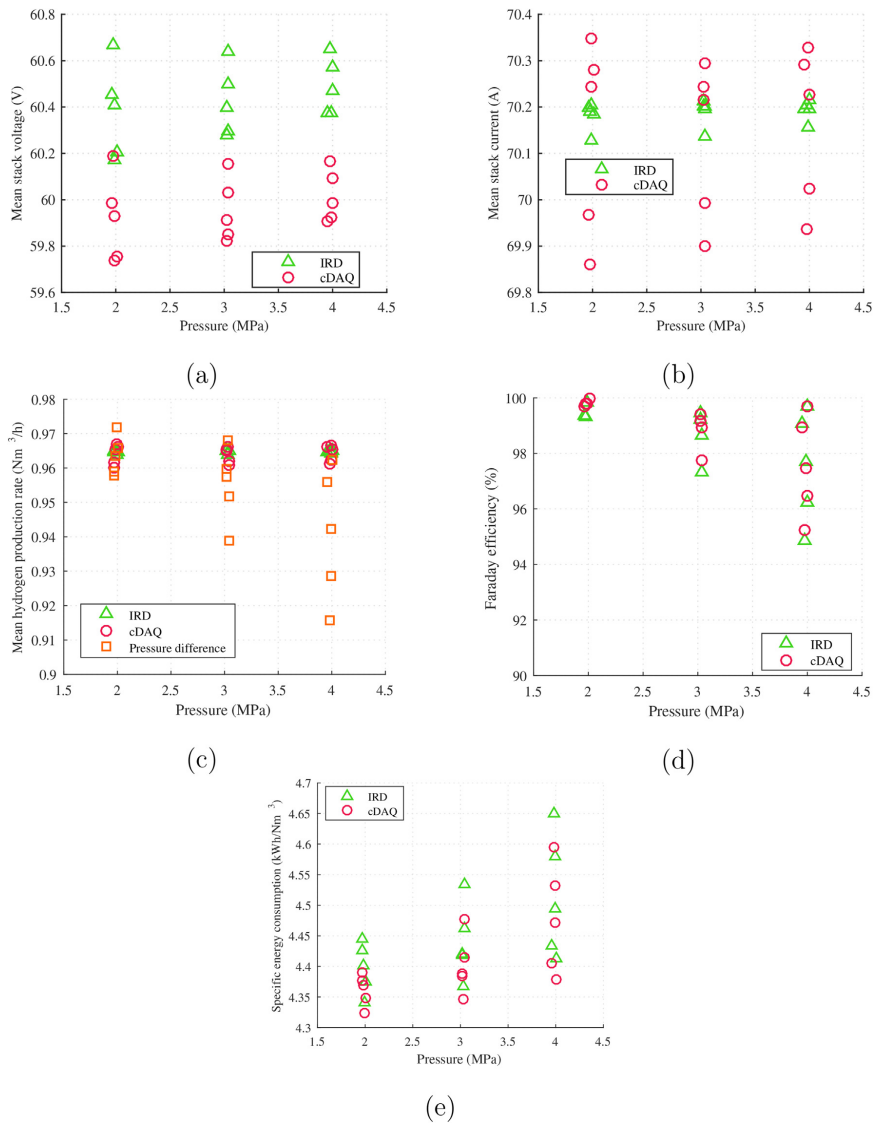 60.8
60.6
60.4
60.2
60
59.8
59.6
1.5 2 2.5 3 3.5 4 4.5
Mean stack voltage (V)
Pressure (MPa)
IRD
cDAQ
(a)
70.4
70.3
70.2
70.1
70
69.9
69.8
1.5 2 2.5 3 3.5 4 4.5
Mean stack current (A)
Pressure (MPa)
IRD
cDAQ
(b)
0.98
0.97
0.96
0.95
0.94
0.93
0.92
0.91
0.9
1.5 2 2.5 3 3.5 4 4.5
Mean hydrogen production rate (Nm³/h)
Pressure (MPa)
IRD
cDAQ
Pressure difference
(c)
100
98
96
94
92
90
1.5 2 2.5 3 3.5 4 4.5
Faraday efficiency (%)
Pressure (MPa)
IRD
cDAQ
(d)
4.7
4.65
4.6
4.55
4.5
4.45
4.4
4.35
4.3
1.5 2 2.5 3 3.5 4 4.5
Specific energy consumption (kWh/Nm³)
Pressure (MPa)
IRD
cDAQ
(e)